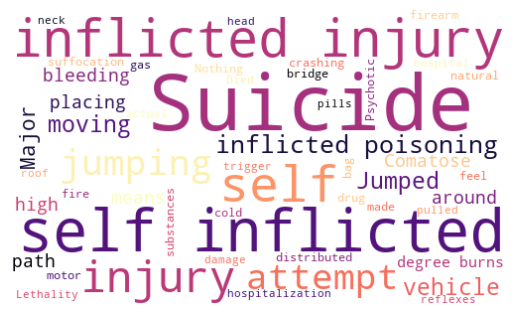 neck head firearm
inflicted injury
suffocation gas Nothing crashing hospital
bleeding bridge Psychotic natural
Died
placing Suicide pills
moving
Major inflicted poisoning
jumping trigger bag Comatose
roof self Jumped feel
fire means drug around
high substances cold made pulled
self inflicted
path damage distributed degree burns
motor injury attempt vehicle
Lethality hospitalization reflexes